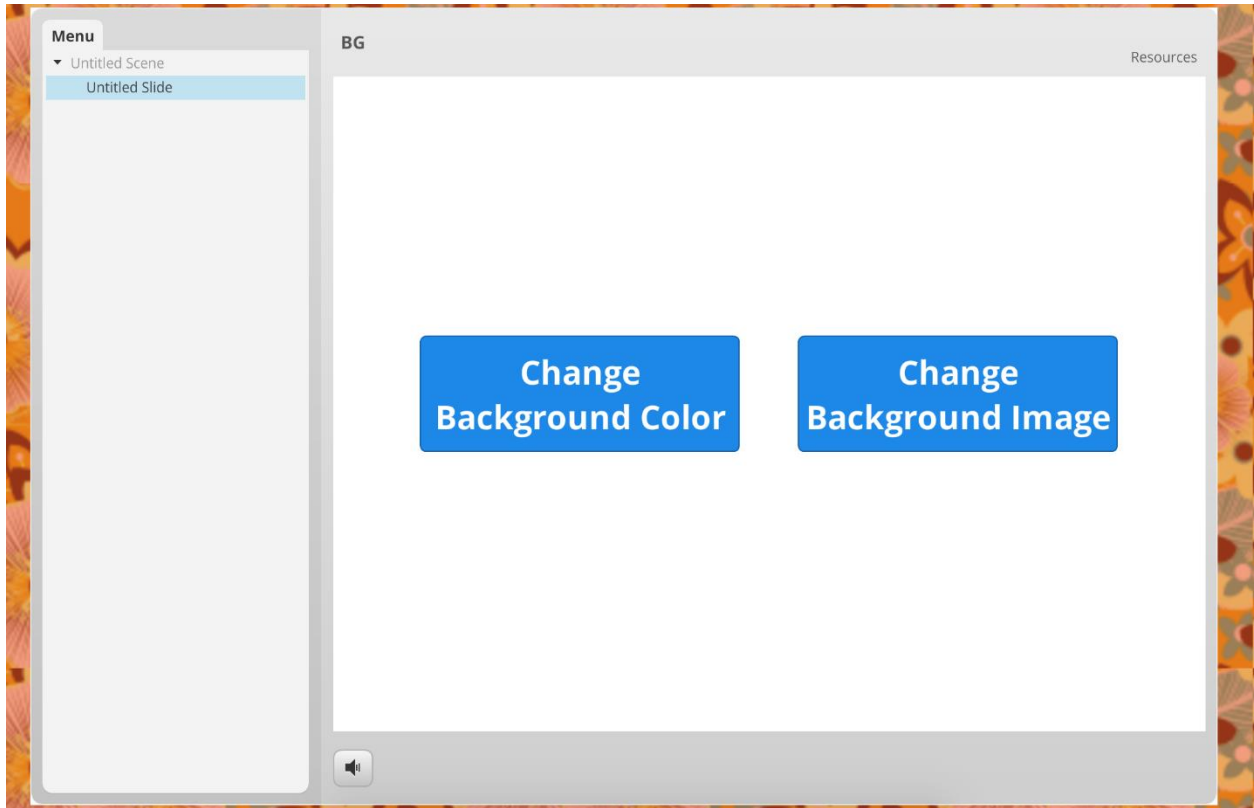 Menu
Untitled Scene
Untitled Slide
BG
Resources
Change
Background Color
Change
Background Image